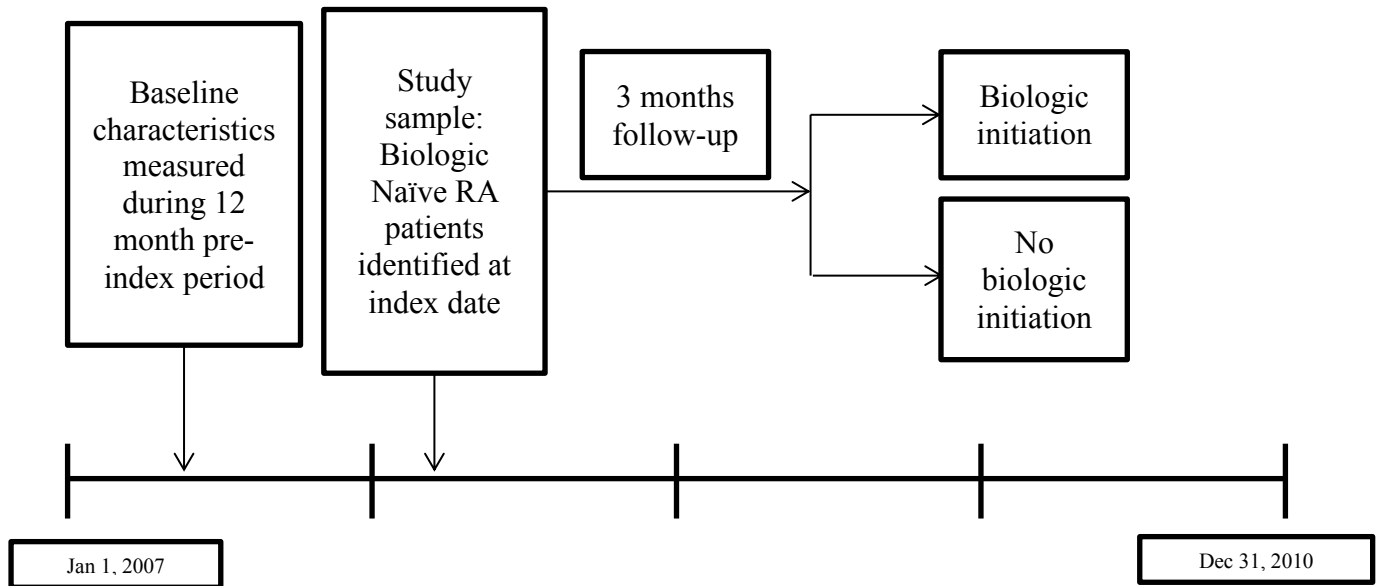 Baseline
characteristics
measured
during 12
month pre-
index period
Study
sample:
Biologic
Naïve RA
patients
identified at
index date
3 months
follow-up
Biologic
initiation
No
biologic
initiation
Jan 1, 2007
Dec 31, 2010